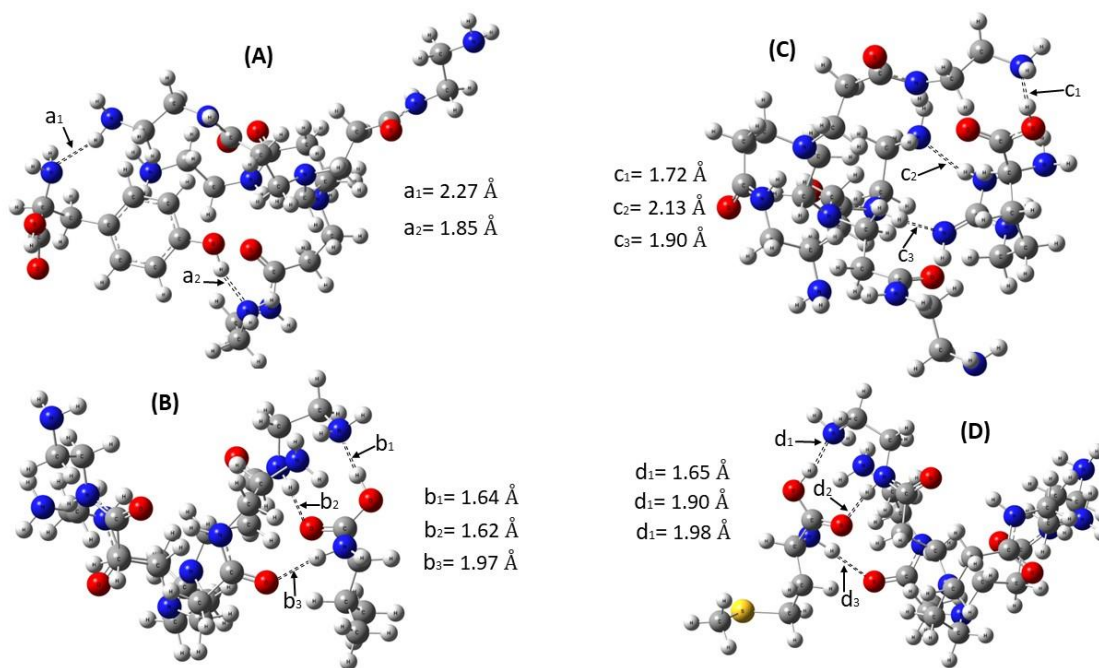 (A)
a1
a1= 2.27 Å
a2= 1.85 Å
a2
(C)
c1
c1= 1.72 Å
c2= 2.13 Å
c3= 1.90 Å
c2
c3
(B)
b1
b2
b1= 1.64 Å
b2= 1.62 Å
b3= 1.97 Å
b3
(D)
d1
d1= 1.65 Å
d1= 1.90 Å
d1= 1.98 Å
d2
d3